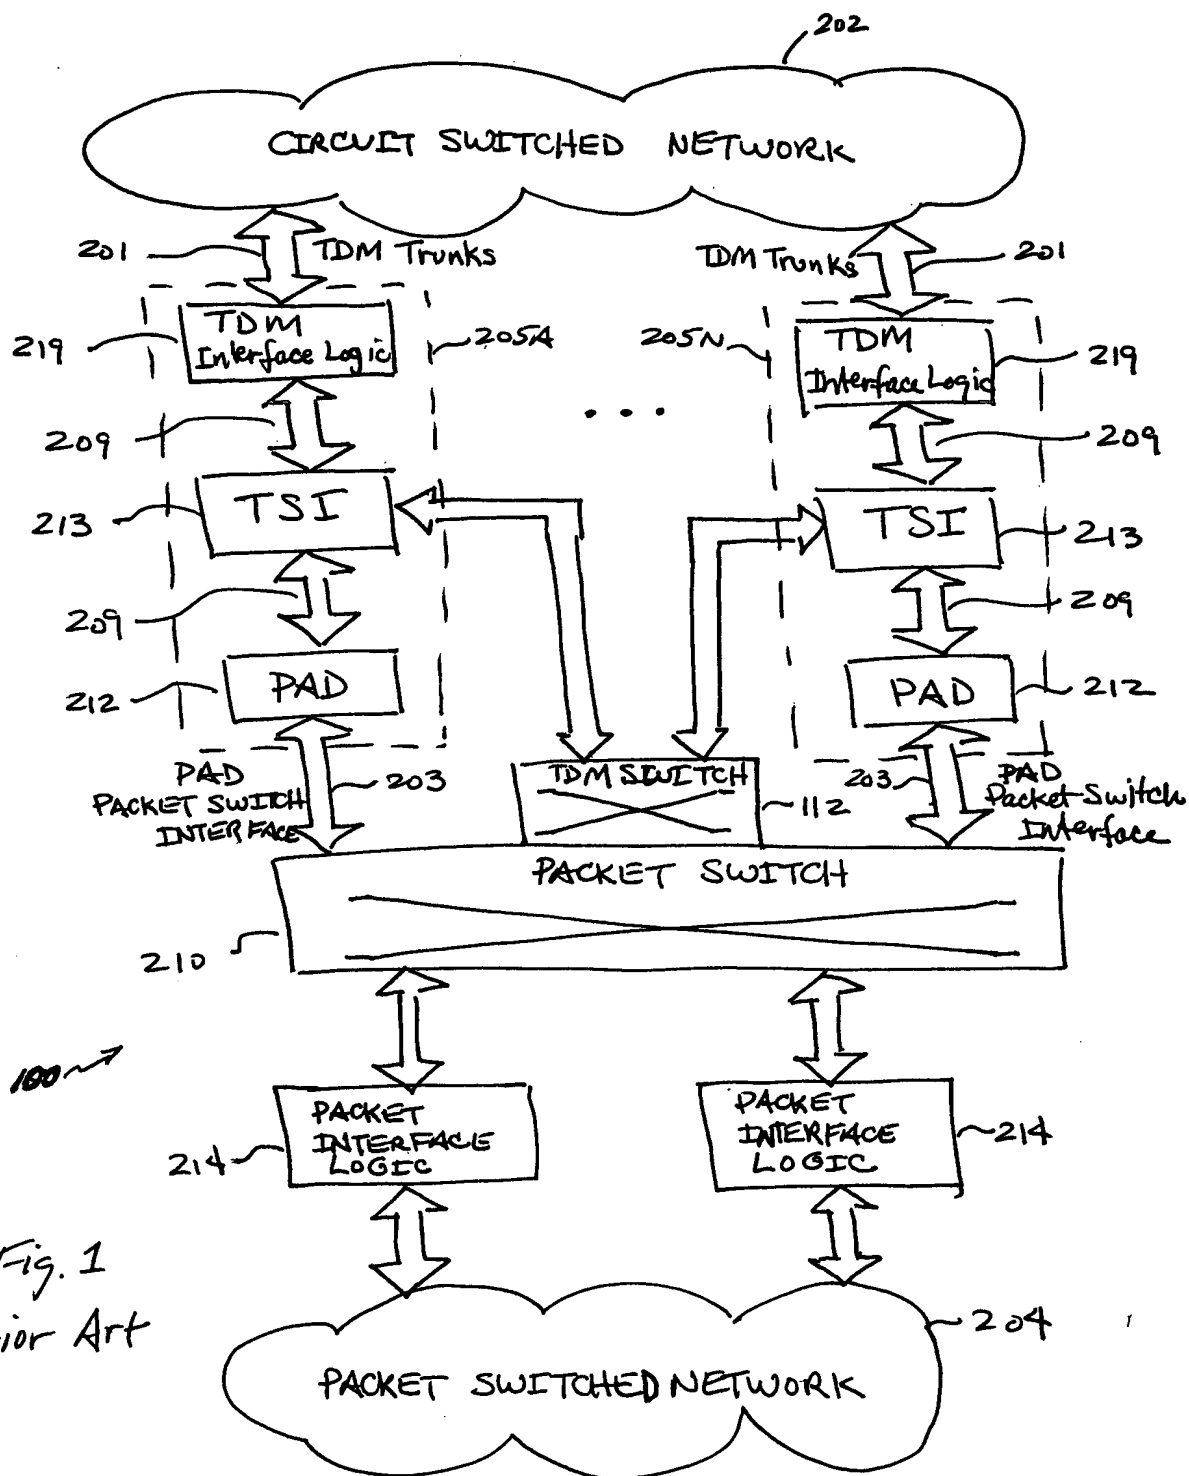 202
CIRCUIT SWITCHED NETWORK
201
TDM Trunks
TDM Trunks
201
219
TDM
Interface Logic
205A
205N
TDM
Interface Logic
219
209
209
213
TSI
TSI
213
209
209
212
PAD
PAD
212
PAD
PACKET SWITCH
INTERFACE
203
TDM SWITCH
112
203
PAD
Packet-Switch
Interface
PACKET SWITCH
210
100
214
PACKET
INTERFACE
LOGIC
PACKET
INTERFACE
LOGIC
214
Fig. 1
ior Art
204
PACKET SWITCHED NETWORK